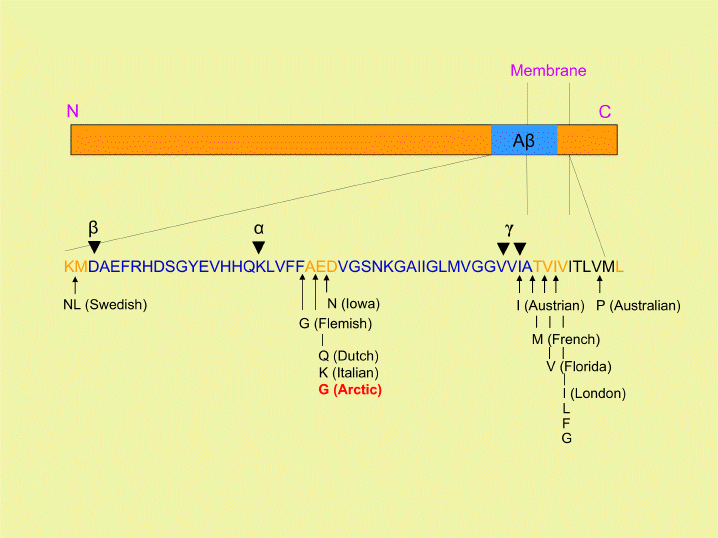 Membrane
N C
Aβ
β α γ
KMDAEFRHDSGYEVHHQKLVFFAEDVGSNKGAIIGLMVGGVVIATVIVITLVML
NL (Swedish) N (Iowa) I (Austrian) P (Australian)
G (Flemish)
M (French)
Q (Dutch)
V (Florida)
K (Italian)
G (Arctic)
I (London)
L
F
G